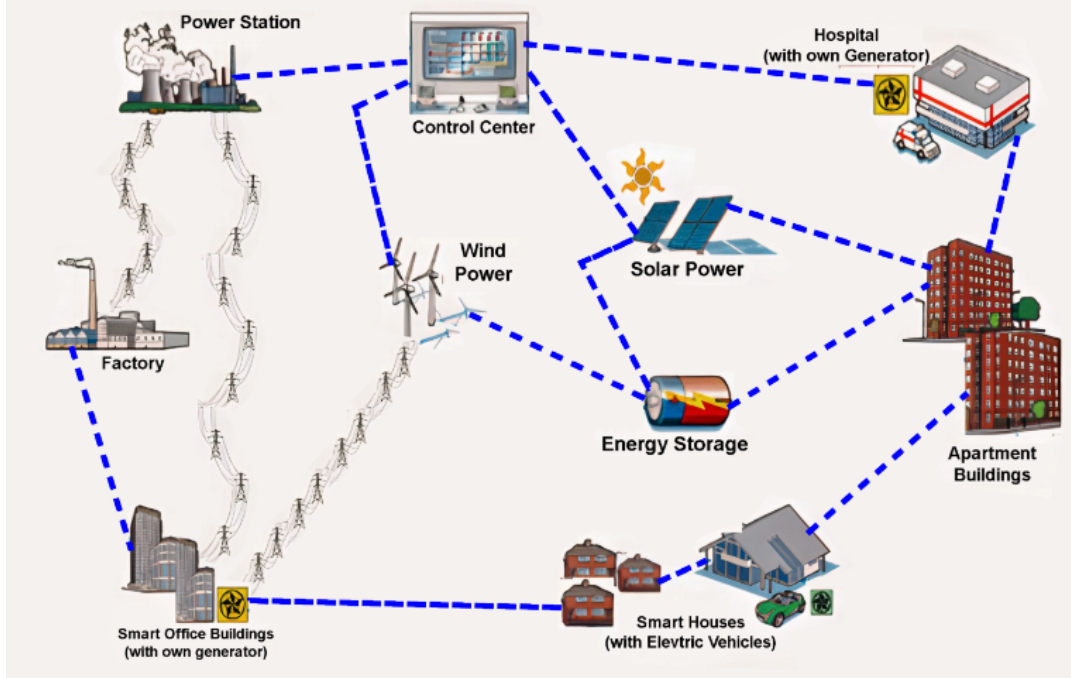 Power Station
Control Center
Hospital
(with own Generator)
Wind
Power
Solar Power
Factory
Energy Storage
Apartment
Buildings
Smart Office Buildings
(with own generator)
Smart Houses
(with Elevtric Vehicles)